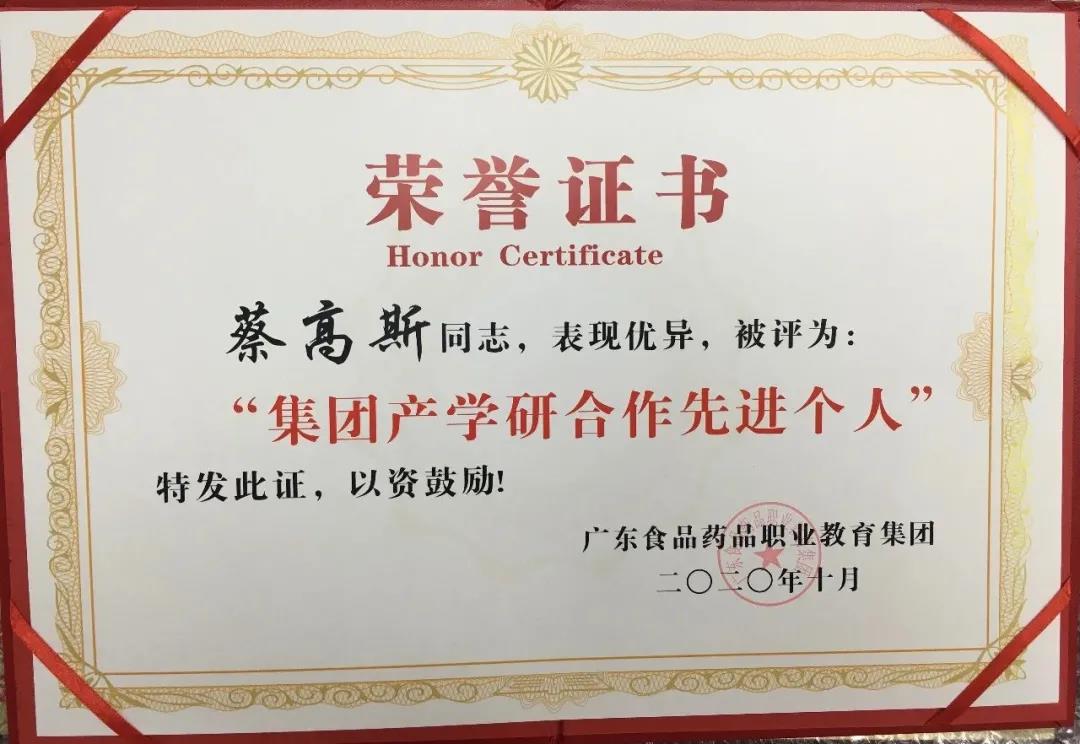 荣誉证书
Honor Certificate
蔡高斯同志，表现优异，被评为：
“集团产学研合作先进个人”
特发此证，以资鼓励!
广东食品药品职业教育集团
二〇二〇年十月